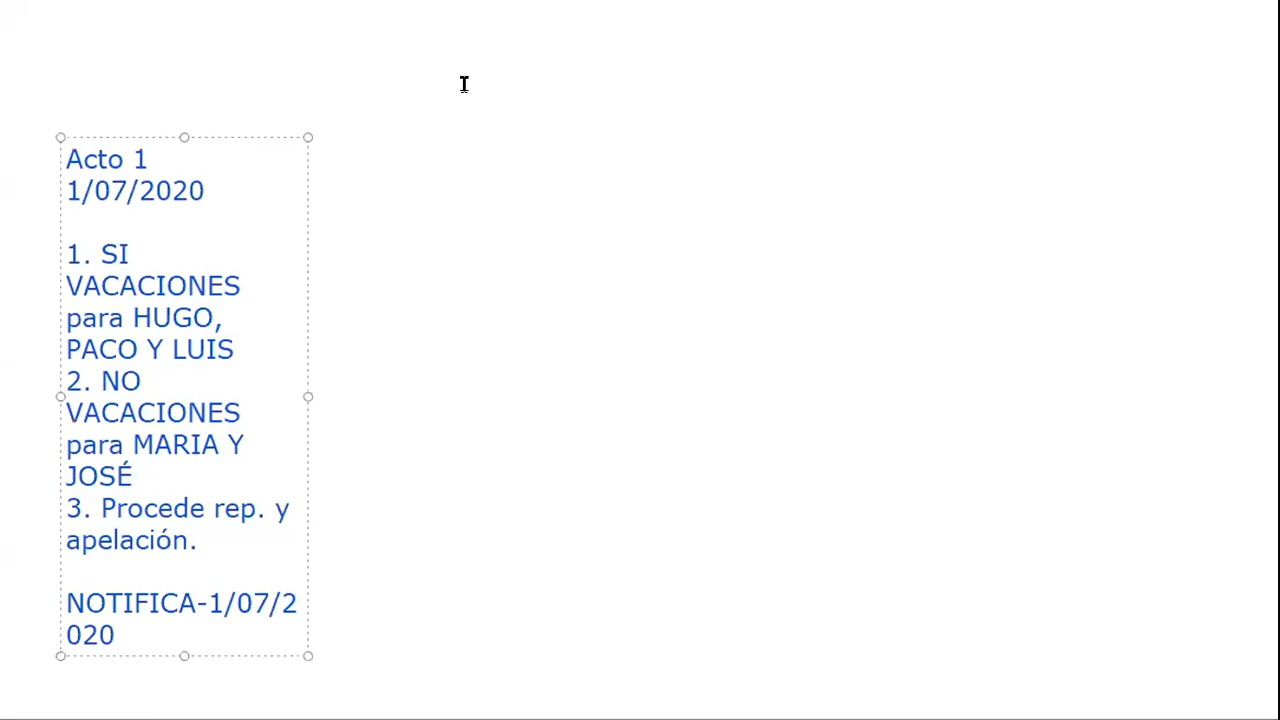 Acto 1
1/07/2020
1. SI
VACACIONES
para HUGO,
PACO Y LUIS
2. NO
VACACIONES
para MARIA Y
JOSÉ
3. Procede rep. y
apelación.
NOTIFICA-1/07/2
020